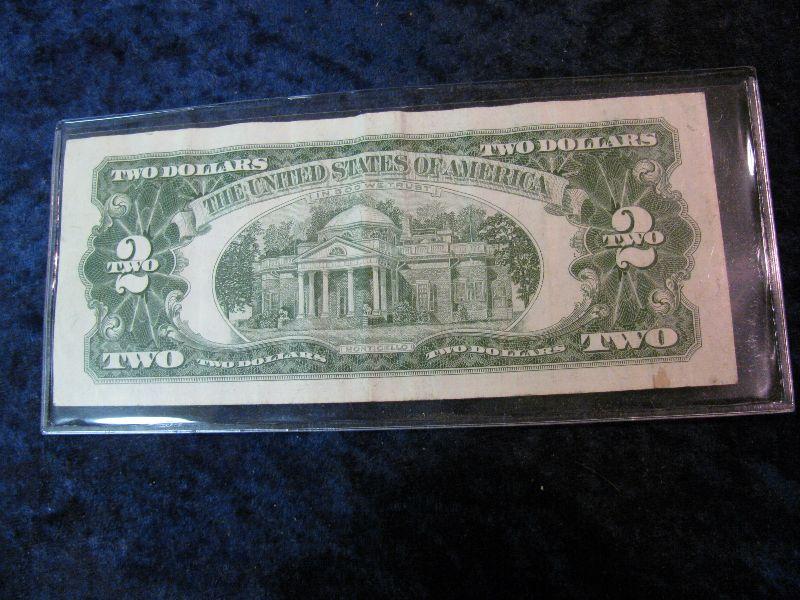 TWO DOLLARS
TWO DOLLARS
THE UNITED STATES OF AMERICA
IN GOD WE TRUST
2
TWO
2
TWO
MONTICELLO
TWO
TWO DOLLARS
TWO DOLLARS
TWO